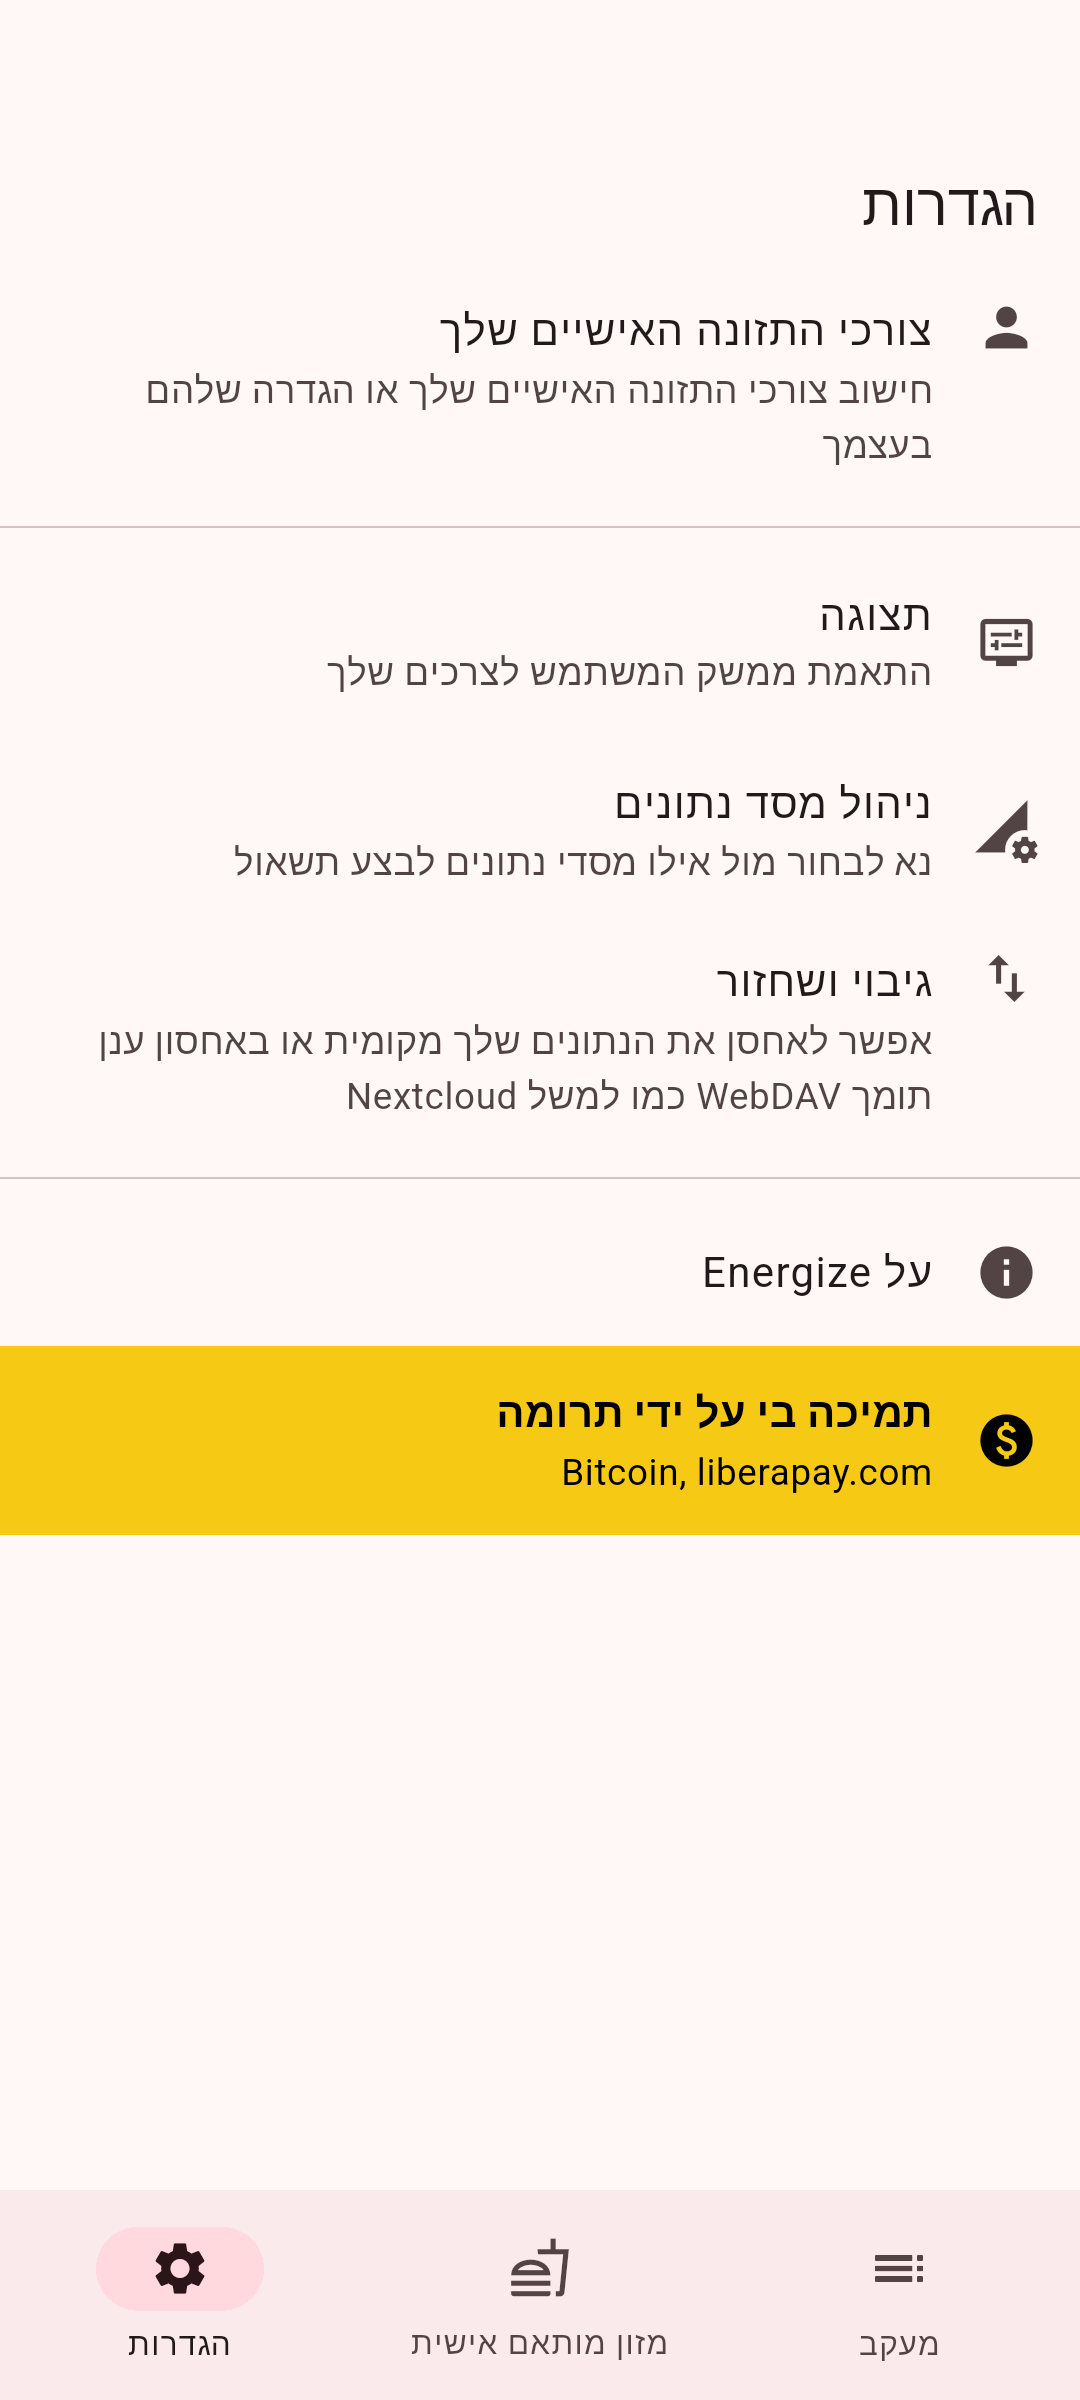 הגדרות
צורכי התזונה האישיים שלך
חישוב צורכי התזונה האישיים שלך או הגדרה שלהם
בעצמך
תצוגה
התאמת ממשק המשתמש לצרכים שלך
ניהול מסד נתונים
נא לבחור מול אילו מסדי נתונים לבצע תשאול
גיבוי ושחזור
אפשר לאחסן את הנתונים שלך מקומית או באחסון ענן
תומך WebDAV כמו למשל Nextcloud
על Energize
תמיכה בי על ידי תרומה
Bitcoin, liberapay.com
מעקב
מזון מותאם אישית
הגדרות